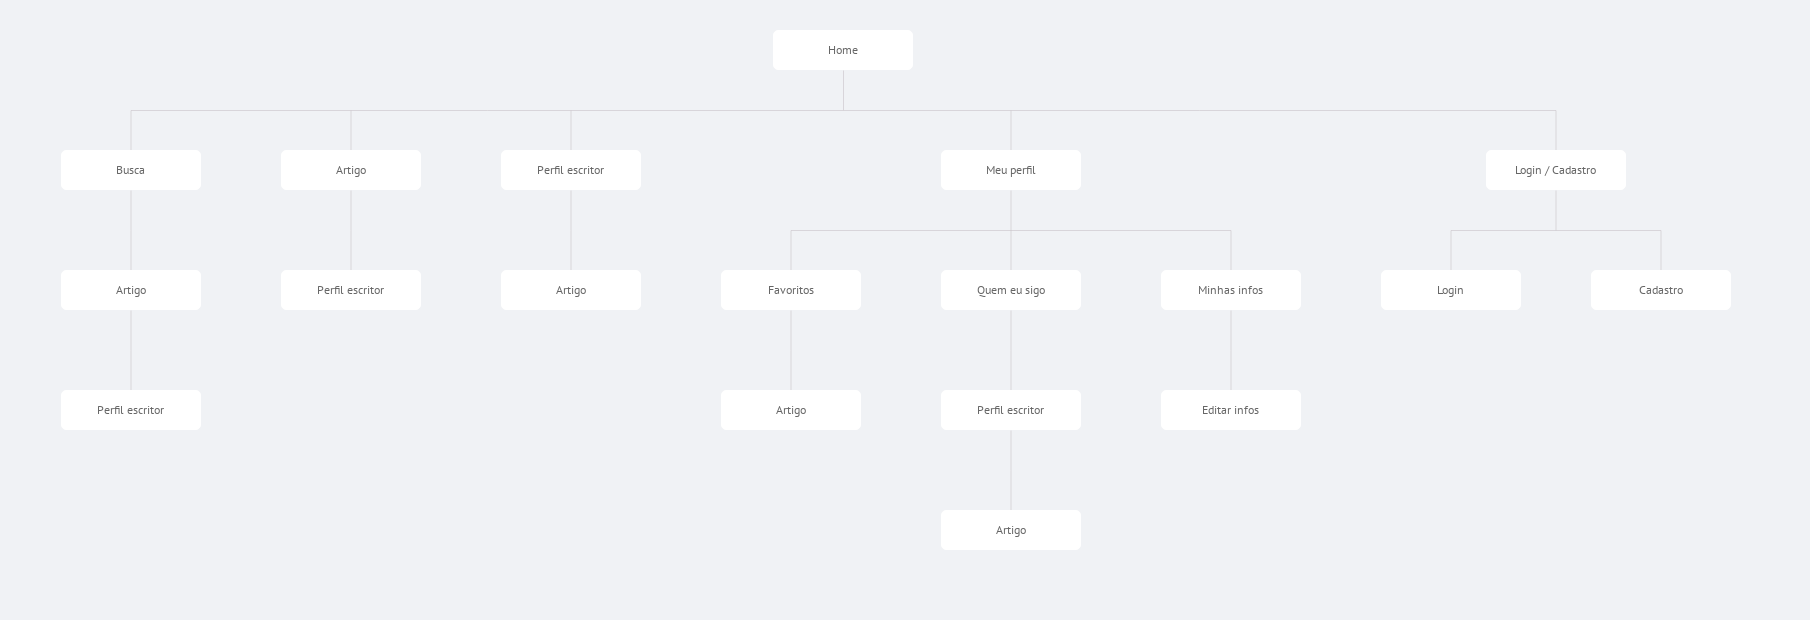 Home
Busca
Artigo
Perfil escritor
Meu perfil
Login / Cadastro
Artigo
Perfil escritor
Artigo
Favoritos
Quem eu sigo
Minhas infos
Login
Cadastro
Perfil escritor
Artigo
Perfil escritor
Editar infos
Artigo